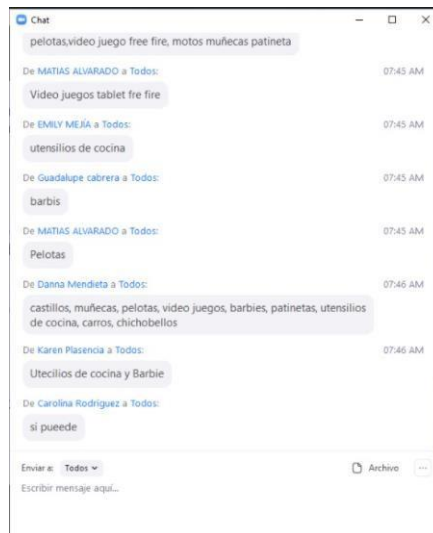 Chat
pelotas,video juego free fire, motos muñecas patineta
De MATIAS ALVARADO a Todos: 07:45 AM
Video juegos tablet fre fire
De EMILY MEJÍA a Todos: 07:45 AM
utensilios de cocina
De Guadalupe cabrera a Todos: 07:45 AM
barbis
De MATIAS ALVARADO a Todos: 07:45 AM
Pelotas
De Danna Mendieta a Todos: 07:46 AM
castillos, muñecas, pelotas, video juegos, barbies, patinetas, utensilios
de cocina, carros, chichobellos
De Karen Plasencia a Todos: 07:46 AM
Utecilios de cocina y Barbie
De Carolina Rodriguez a Todos:
si pueede
Enviar a: Todos Archivo ...
Escribir mensaje aquí...